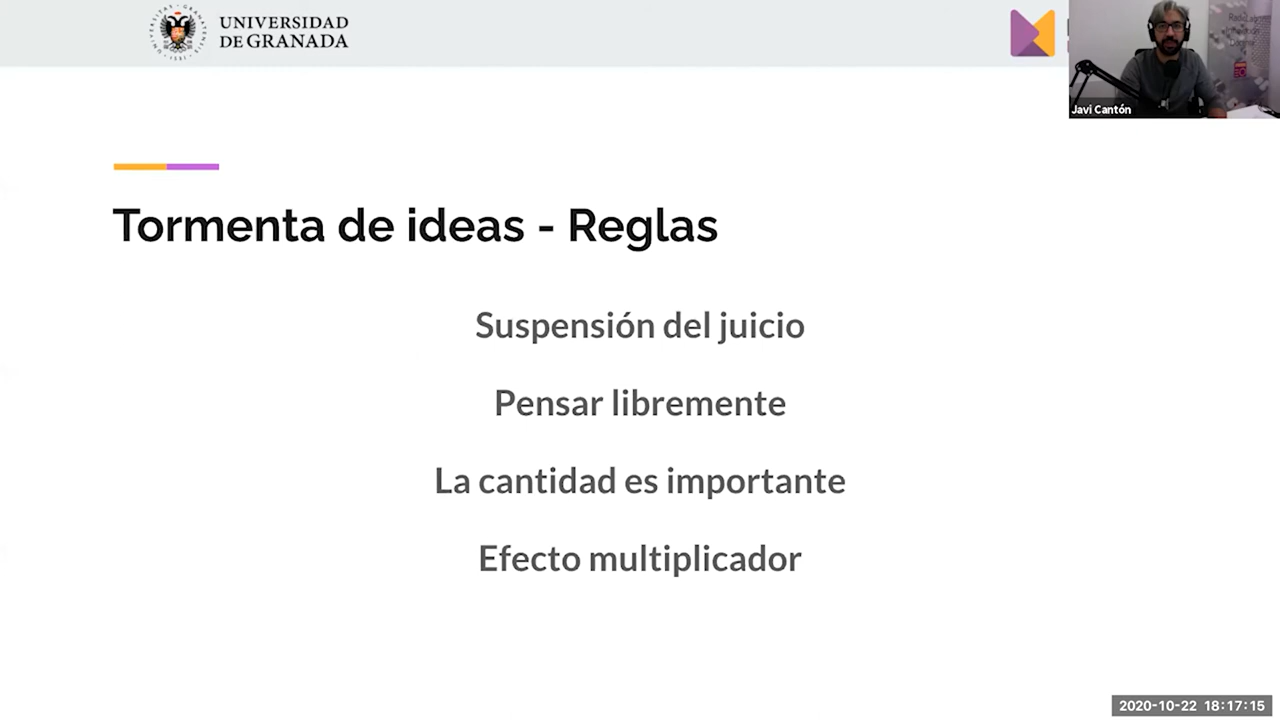 UNIVERSIDAD
DE GRANADA
Javi Cantón
Tormenta de ideas - Reglas
Suspensión del juicio
Pensar libremente
La cantidad es importante
Efecto multiplicador
2020-10-22 18:17:15